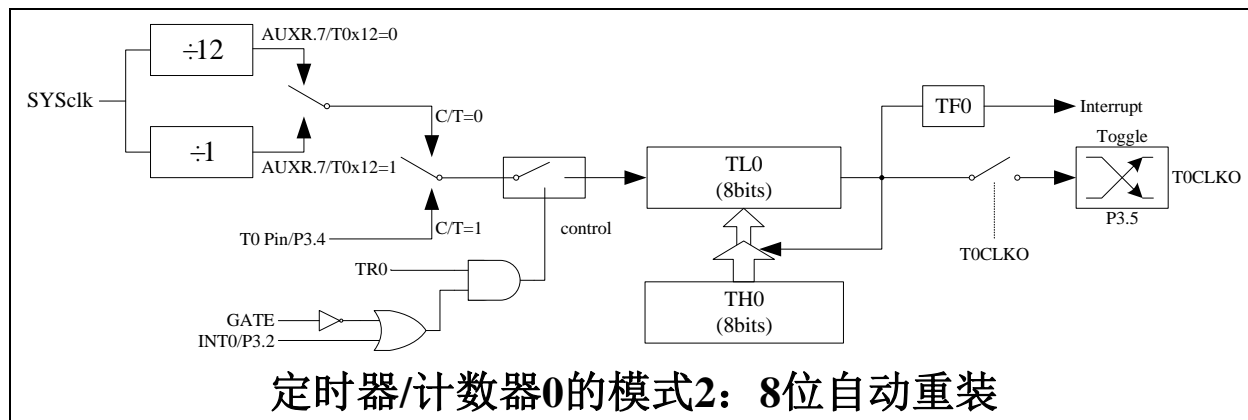 ÷12
AUXR.7/T0x12=0
SYSclk
÷1
AUXR.7/T0x12=1
C/T=0
C/T=1
T0 Pin/P3.4
control
TR0
GATE
INT0/P3.2
TL0
(8bits)
TH0
(8bits)
TF0
Interrupt
Toggle
T0CLKO
P3.5
T0CLKO
定时器/计数器0的模式2：8位自动重装